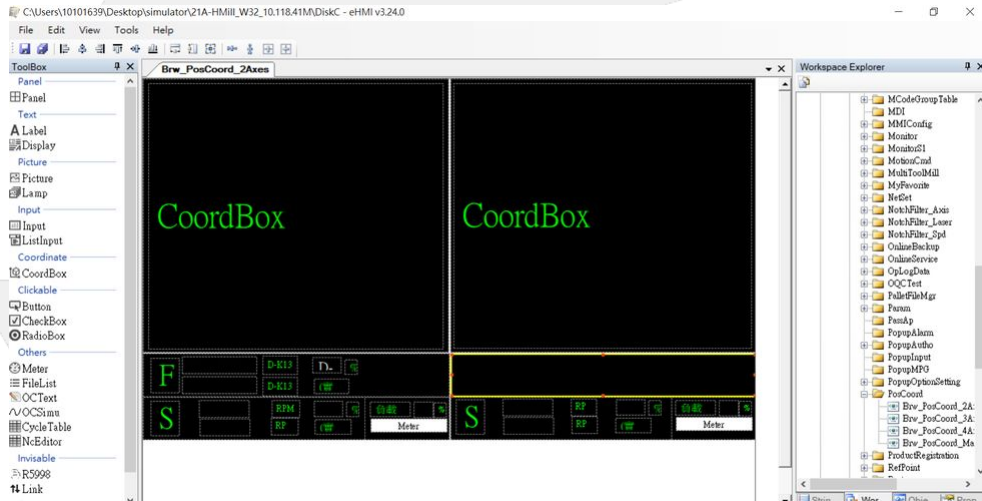 C:\Users\10101639\Desktop\simulator\21A-HMill_W32_10.118.41M\DiskC - eHMI v3.24.0
File Edit View Tools Help
ToolBox
Panel
Panel
Text
Label
Display
Picture
Picture
Lamp
Input
Input
ListInput
Coordinate
CoordBox
Clickable
Button
CheckBox
RadioBox
Others
Meter
FileList
OCText
OCSimu
CycleTable
NcEditor
Invisable
R5998
Link
Brw_PosCoord_2Axes
CoordBox
CoordBox
F
D-K13
D-K13
S
RPM
RP
負載 %
Meter
S
RP
RP
負載 %
Meter
Workspace Explorer
MCodeGroupTable
MDI
MMIConfig
Monitor
MonitorS1
MotionCmd
MultiToolMill
MyFavorite
NetSet
NotchFilter_Axis
NotchFilter_Laser
NotchFilter_Spd
OnlineBackup
OnlineService
OpLogData
OQCTest
PalletFileMgr
Param
PassAp
PopupAlarm
PopupAutho
PopupInput
PopupMPG
PopupOptionSetting
PosCoord
Brw_PosCoord_2A
Brw_PosCoord_3A
Brw_PosCoord_4A
Brw_PosCoord_Ma
ProductRegistration
RefPoint